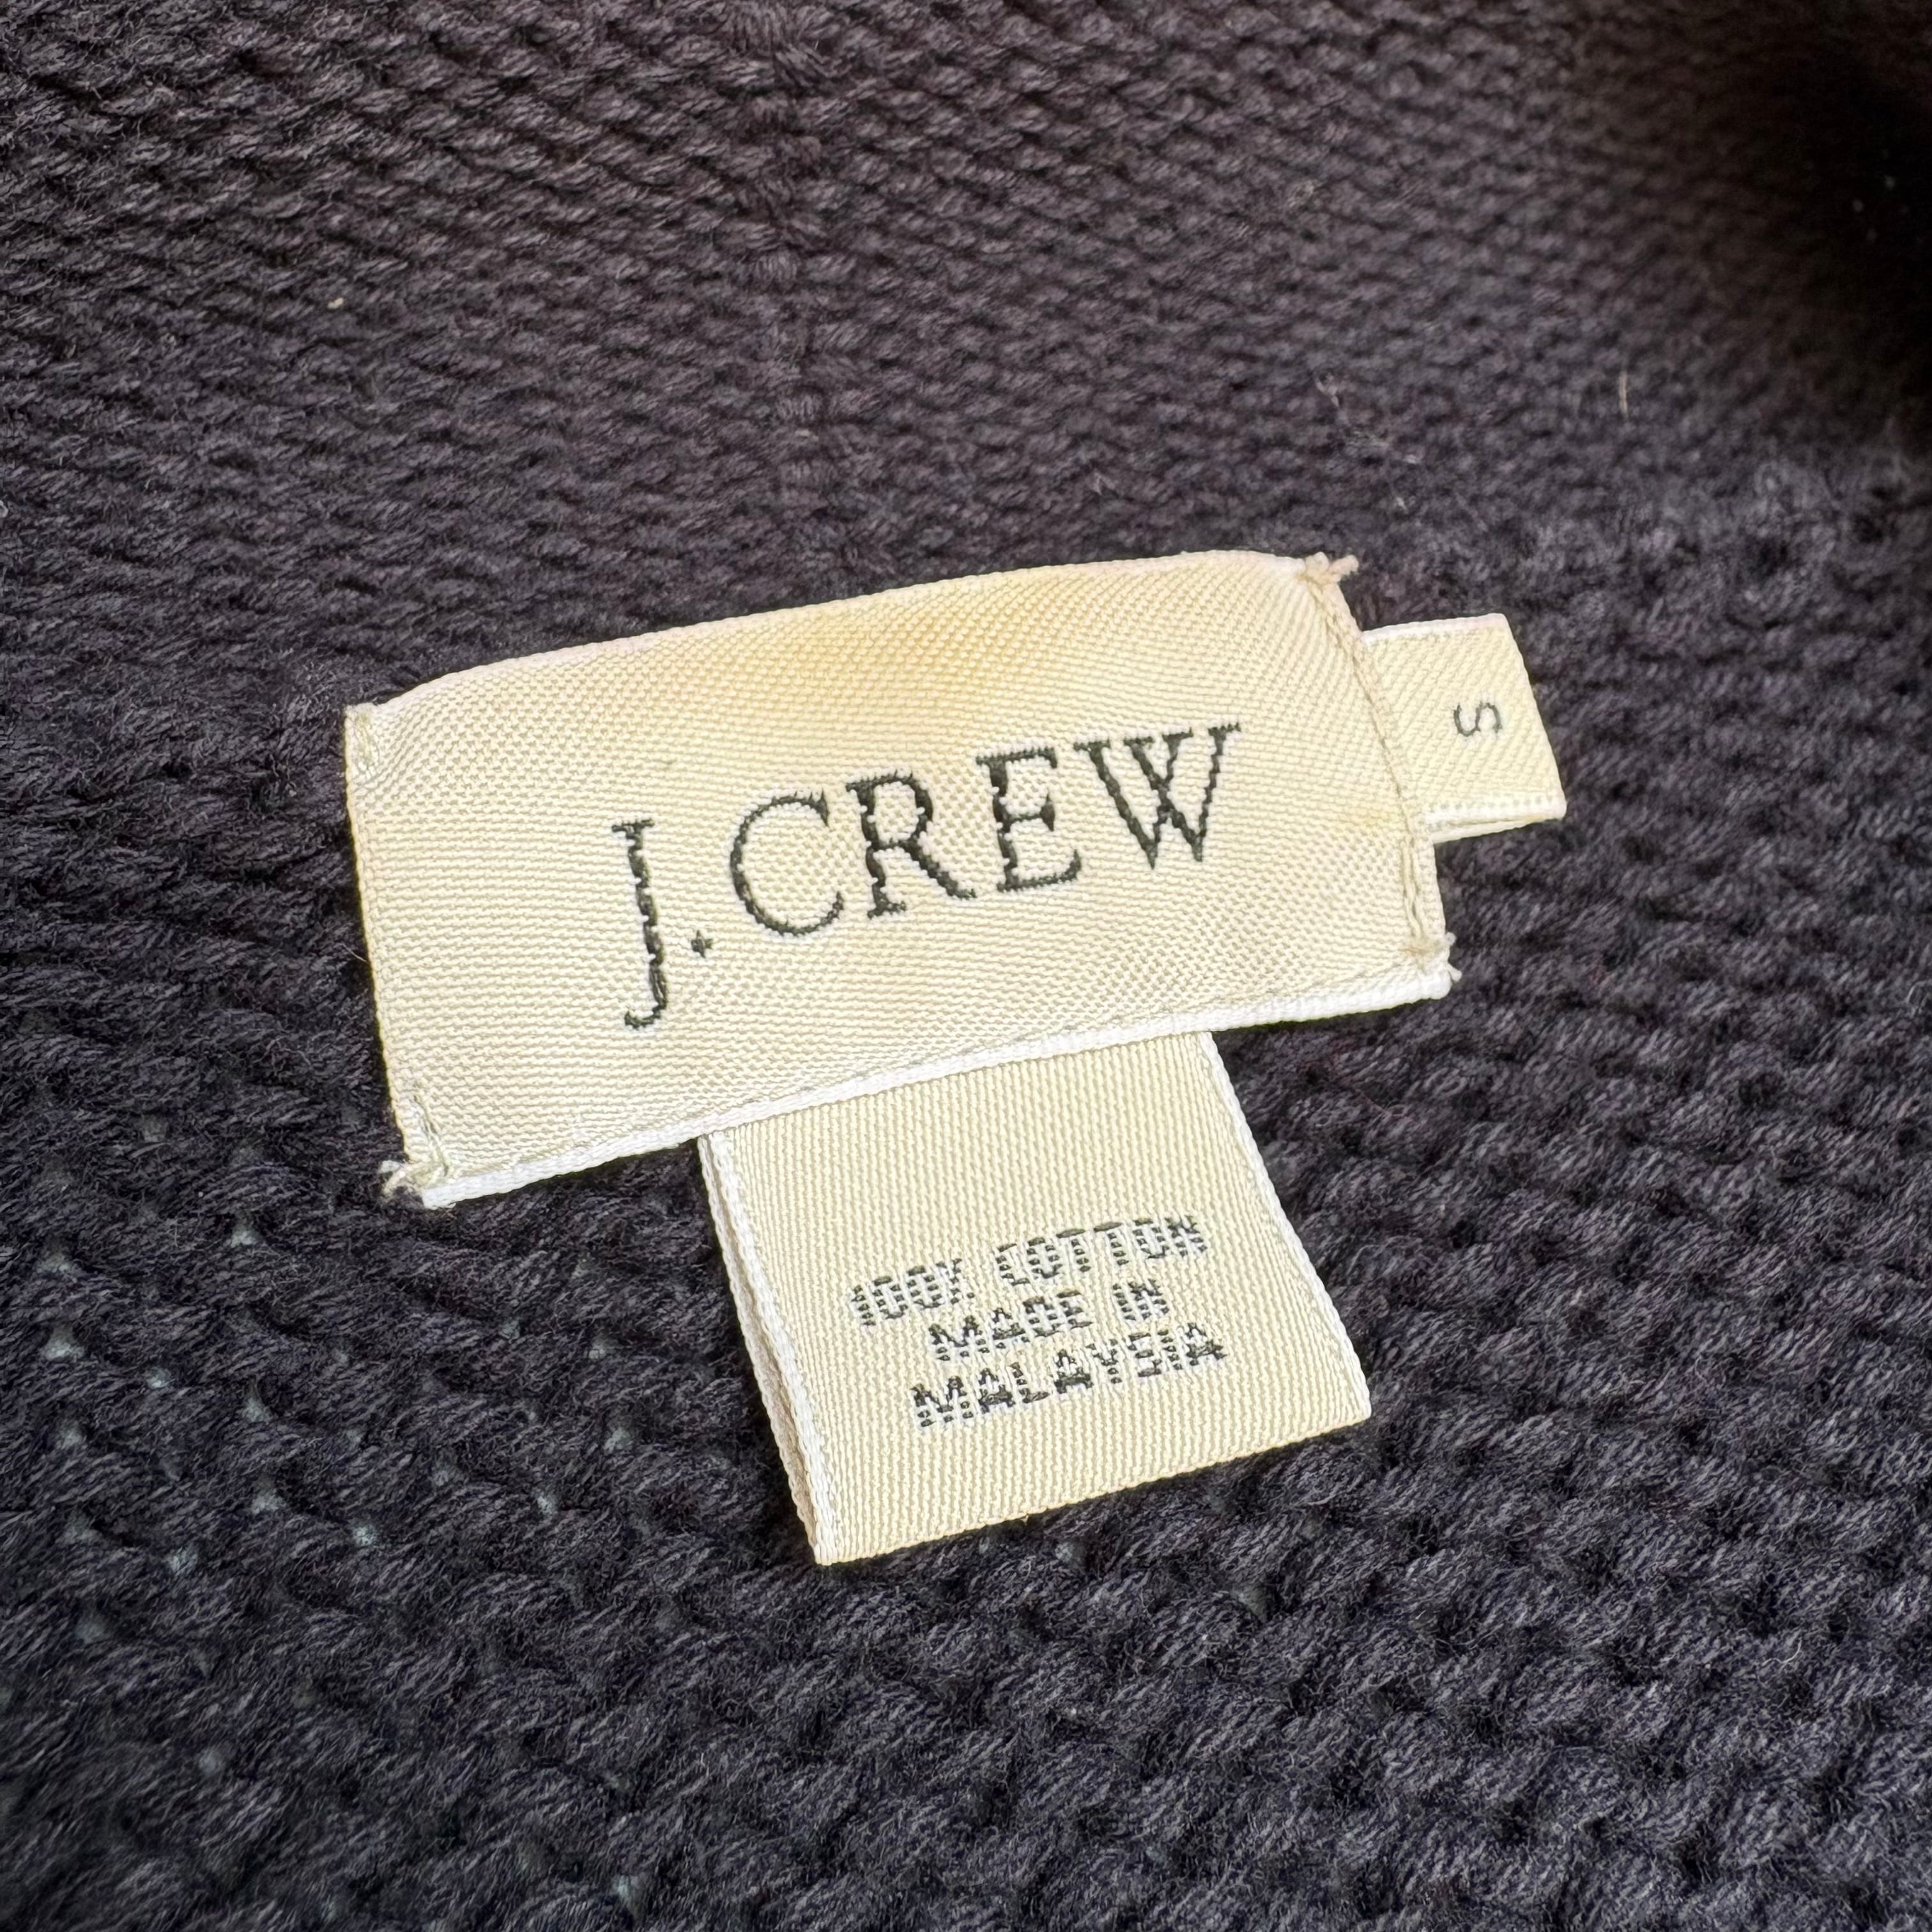 J.CREW
S
100% COTTON
MADE IN
MALAYSIA